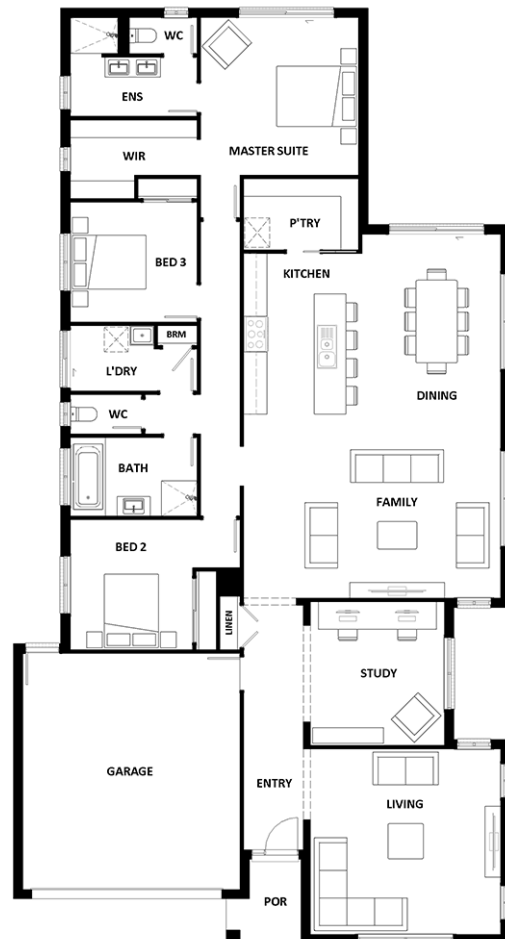 WC
ENS
WIR
MASTER SUITE
P'TRY
BED 3
KITCHEN
BRM
L'DRY
DINING
WC
BATH
FAMILY
BED 2
LINEN
STUDY
GARAGE
ENTRY
LIVING
POR